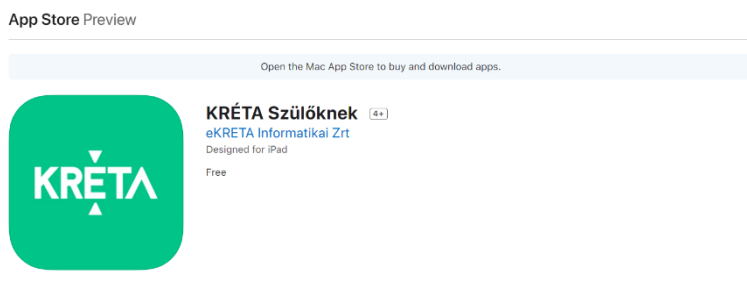 App Store Preview
Open the Mac App Store to buy and download apps.
KRÉTA Szülőknek 4+
eKRETA Informatikai Zrt
Designed for iPad
Free
KRÉTA